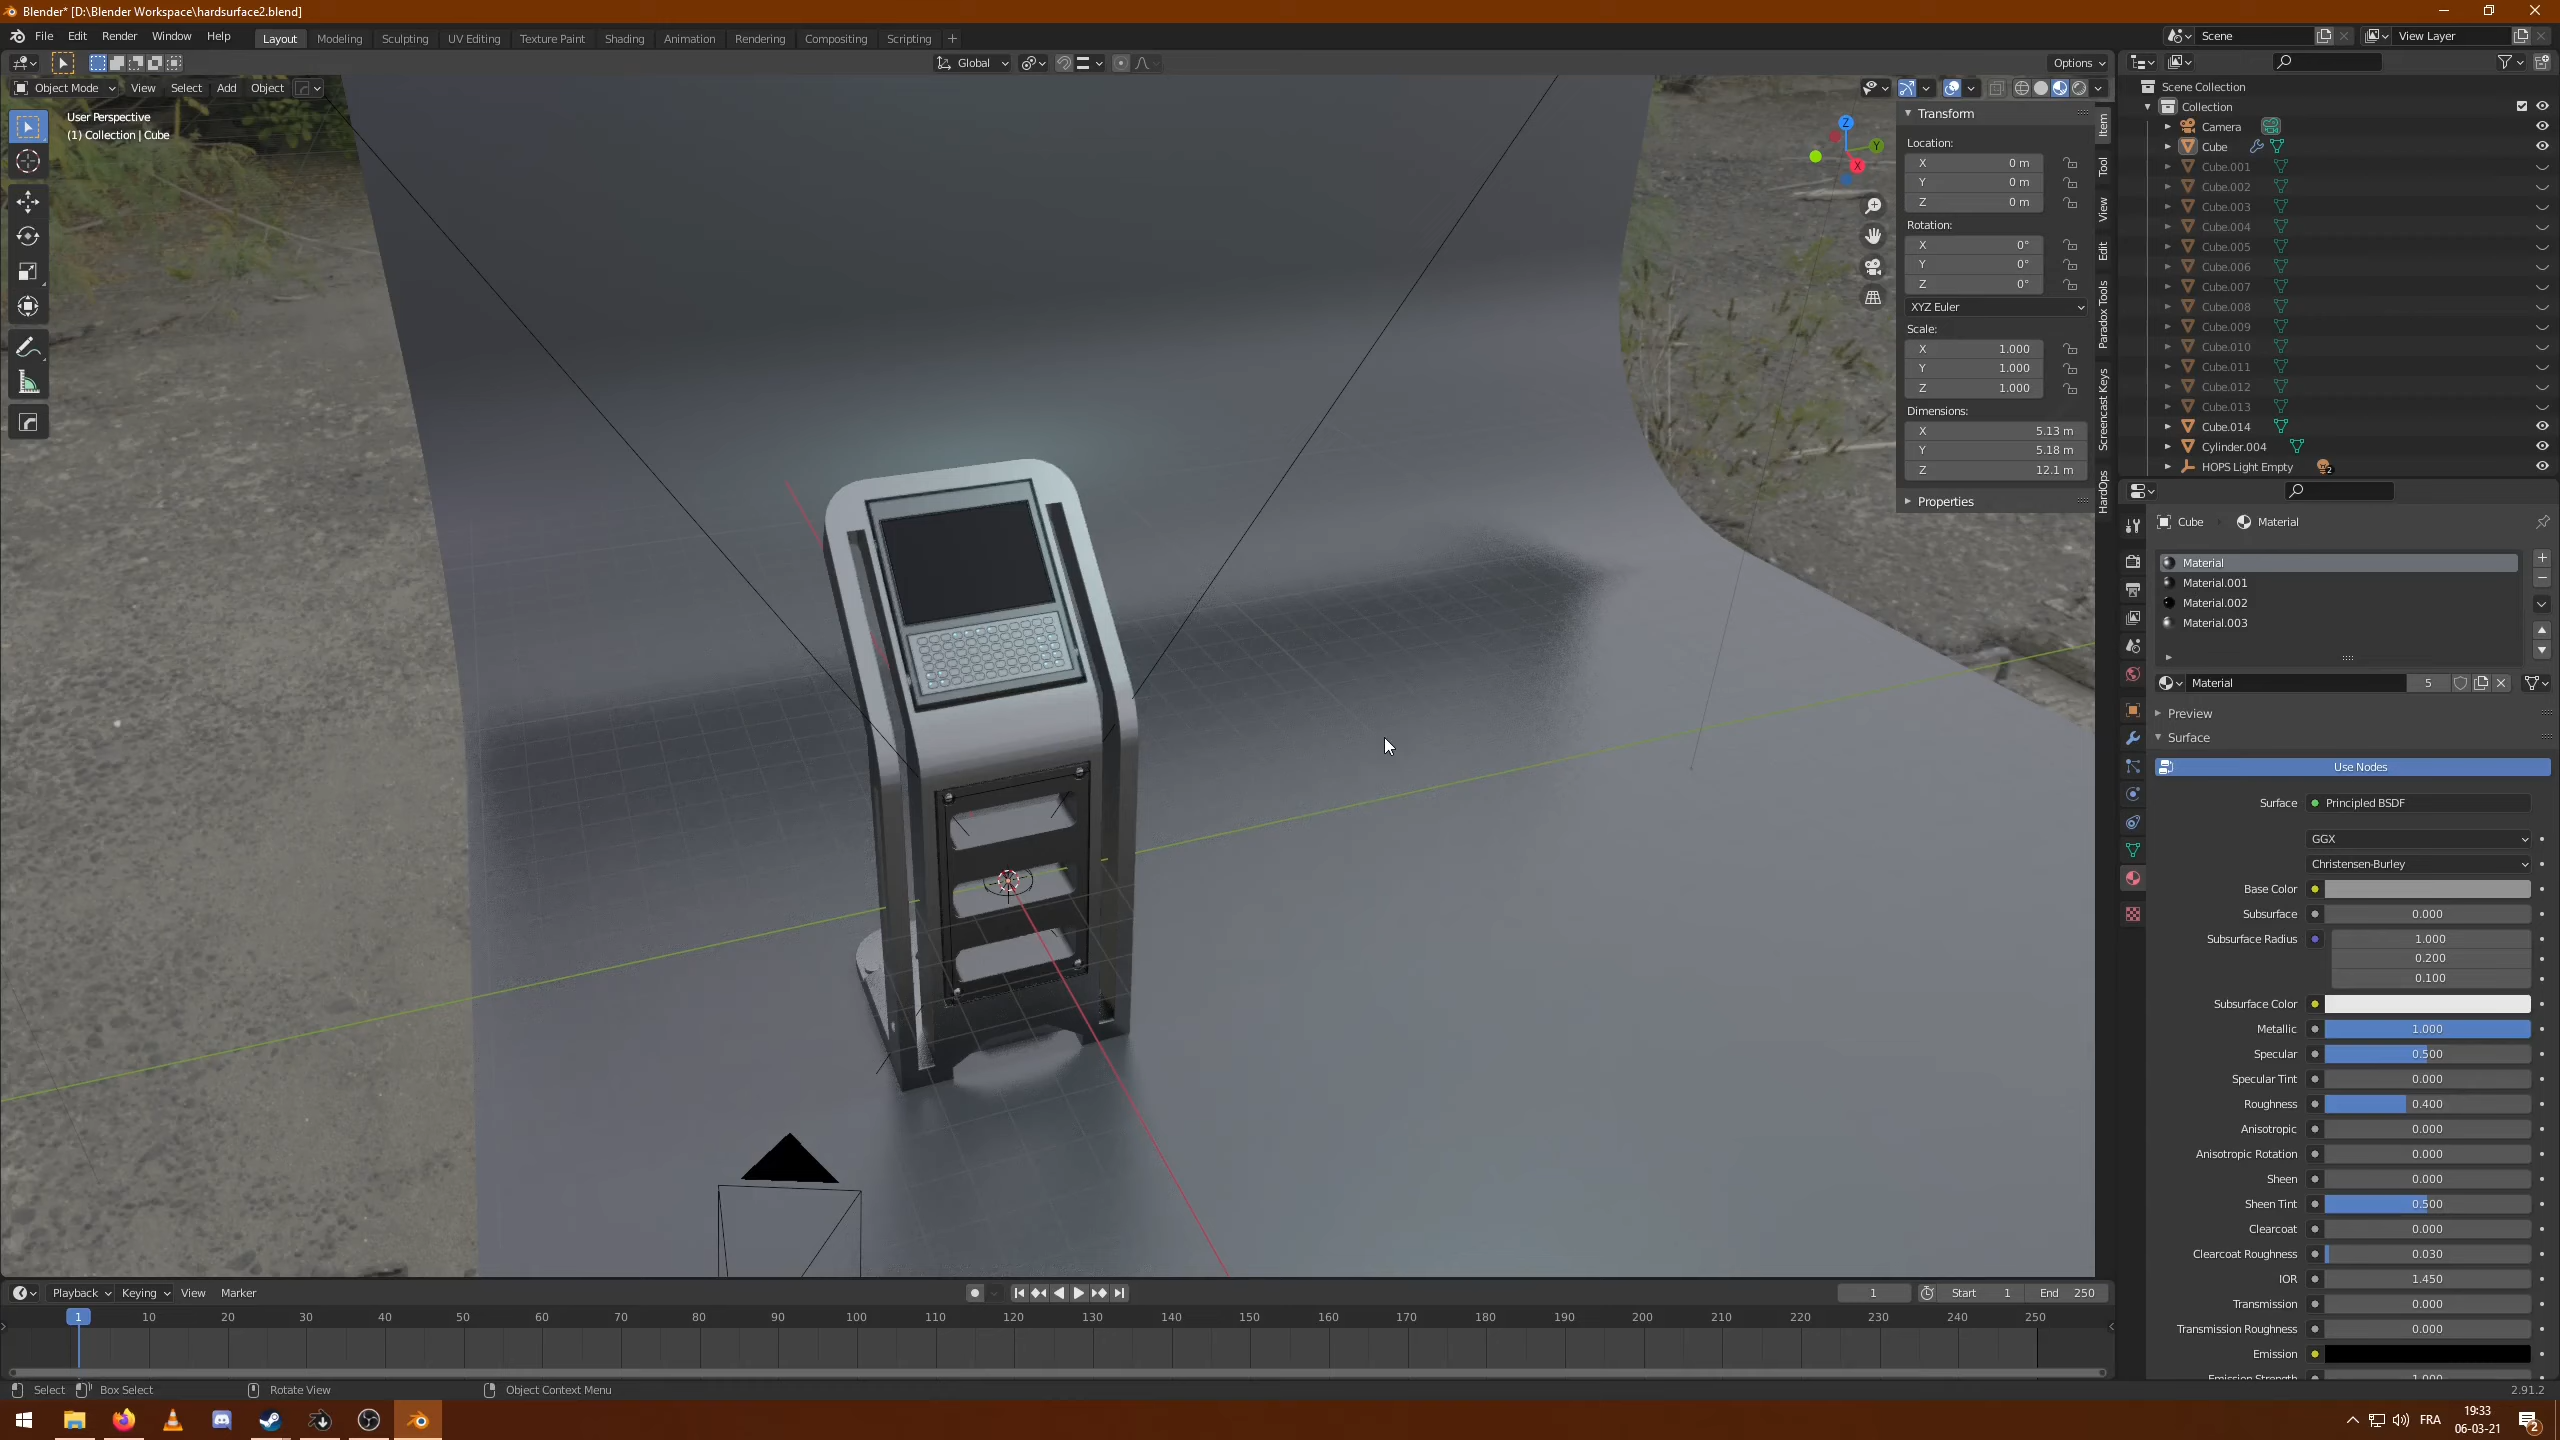 Blender* [D:\Blender Workspace\hardsurface2.blend]
File Edit Render Window Help
Layout Modeling Sculpting UV Editing Texture Paint Shading Animation Rendering Compositing Scripting +
Scene
View Layer
Global
Options
Object Mode View Select Add Object
User Perspective
(1) Collection | Cube
Z
Y
X
Transform
Location:
X 0 m
Y 0 m
Z 0 m
Rotation:
X 0°
Y 0°
Z 0°
XYZ Euler
Scale:
X 1.000
Y 1.000
Z 1.000
Dimensions:
X 5.13 m
Y 5.18 m
Z 12.1 m
Properties
Item
Tool
View
Edit
Paradox Tools
Screencast Keys
HardOps
Scene Collection
Collection
Camera
Cube
Cube.001
Cube.002
Cube.003
Cube.004
Cube.005
Cube.006
Cube.007
Cube.008
Cube.009
Cube.010
Cube.011
Cube.012
Cube.013
Cube.014
Cylinder.004
HOPS Light Empty 2
Cube Material
Material
Material.001
Material.002
Material.003
Material 5
Preview
Surface
Use Nodes
Surface Principled BSDF
GGX
Christensen-Burley
Base Color
Subsurface 0.000
Subsurface Radius 1.000
0.200
0.100
Subsurface Color
Metallic 1.000
Specular 0.500
Specular Tint 0.000
Roughness 0.400
Anisotropic 0.000
Anisotropic Rotation 0.000
Sheen 0.000
Sheen Tint 0.500
Clearcoat 0.000
Clearcoat Roughness 0.030
IOR 1.450
Transmission 0.000
Transmission Roughness 0.000
Emission
Emission Strength 1.000
Playback Keying View Marker
1 Start 1 End 250
1 10 20 30 40 50 60 70 80 90 100 110 120 130 140 150 160 170 180 190 200 210 220 230 240 250
Select Box Select Rotate View Object Context Menu
2.91.2
FRA
19:33
06-03-21
2